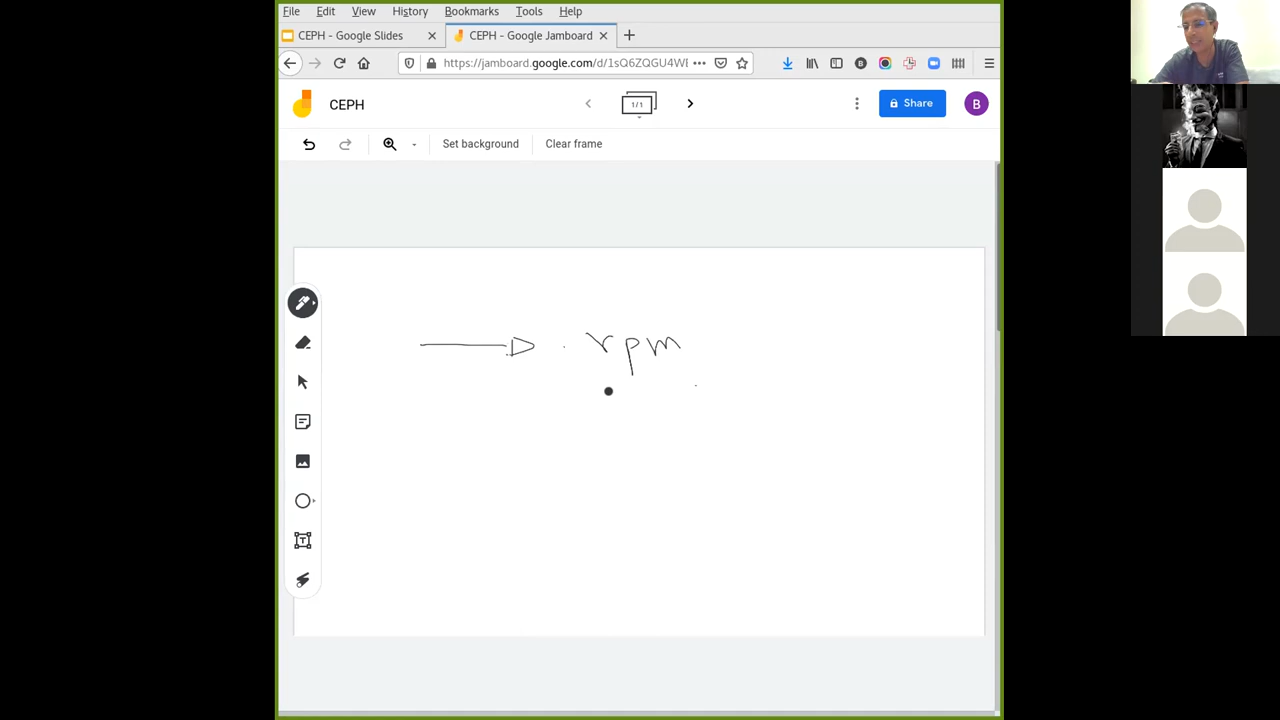 File Edit View History Bookmarks Tools Help
CEPH - Google Slides CEPH - Google Jamboard
https://jamboard.google.com/d/1sQ6ZQGU4WE
CEPH 1/1 Share B
Set background Clear frame
rpm